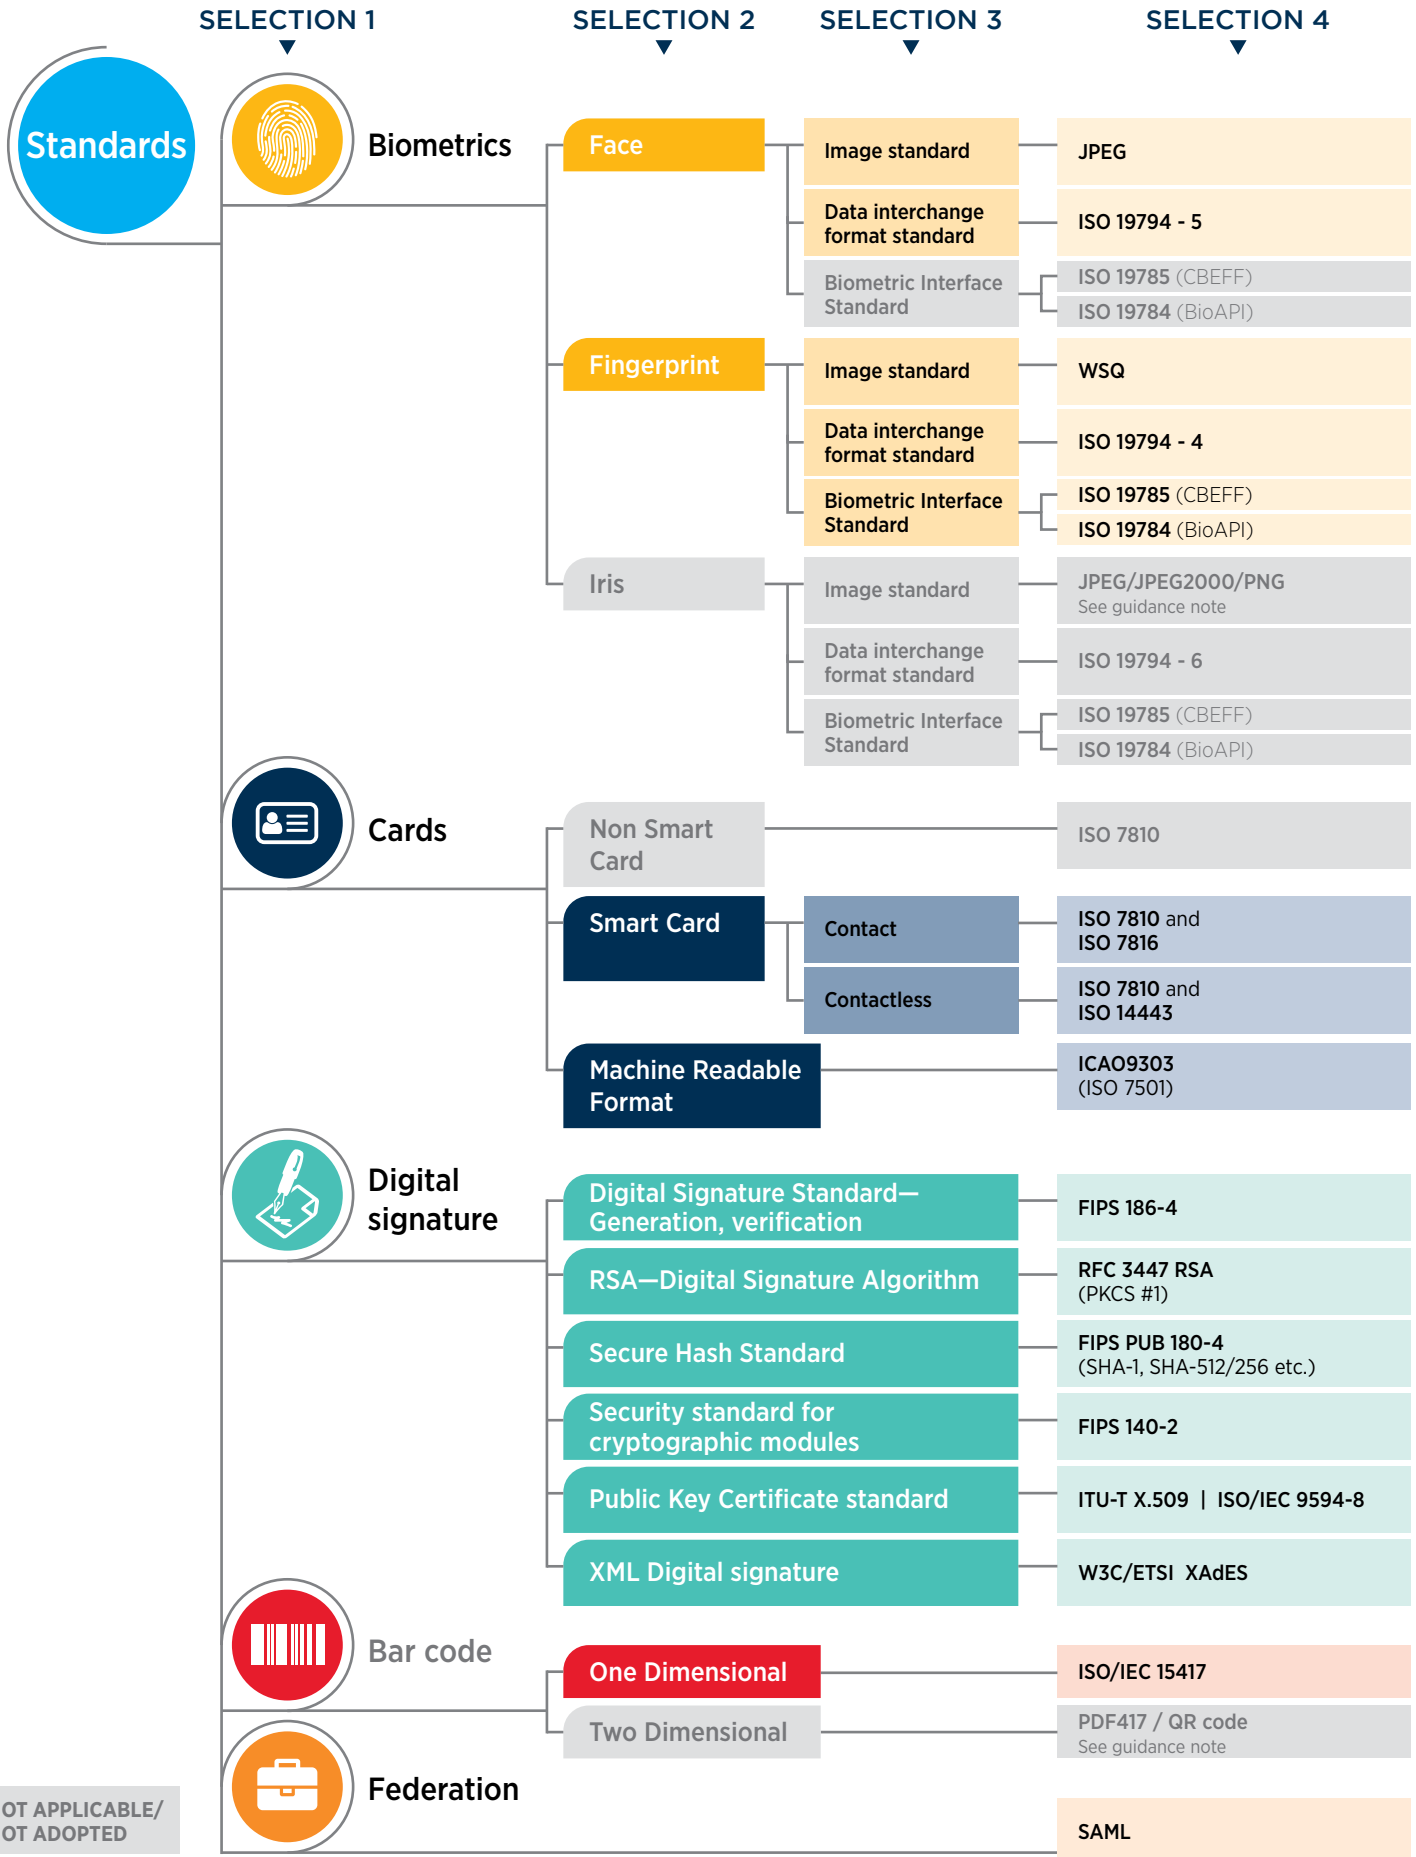 SELECTION 1
SELECTION 2
SELECTION 3
SELECTION 4
Standards
Biometrics
Face
Image standard
JPEG
Data interchange
format standard
ISO 19794 - 5
Biometric Interface
Standard
ISO 19785 (CBEFF)
ISO 19784 (BioAPI)
Fingerprint
Image standard
WSQ
Data interchange
format standard
ISO 19794 - 4
Biometric Interface
Standard
ISO 19785 (CBEFF)
ISO 19784 (BioAPI)
Iris
Image standard
JPEG/JPEG2000/PNG
See guidance note
Data interchange
format standard
ISO 19794 - 6
Biometric Interface
Standard
ISO 19785 (CBEFF)
ISO 19784 (BioAPI)
Cards
Non Smart
Card
ISO 7810
Smart Card
Contact
ISO 7810 and
ISO 7816
Contactless
ISO 7810 and
ISO 14443
Machine Readable
Format
ICAO9303
(ISO 7501)
Digital
signature
Digital Signature Standard—
Generation, verification
FIPS 186-4
RSA—Digital Signature Algorithm
RFC 3447 RSA
(PKCS #1)
Secure Hash Standard
FIPS PUB 180-4
(SHA-1, SHA-512/256 etc.)
Security standard for
cryptographic modules
FIPS 140-2
Public Key Certificate standard
ITU-T X.509 | ISO/IEC 9594-8
XML Digital signature
W3C/ETSI XAdES
Bar code
One Dimensional
ISO/IEC 15417
Two Dimensional
PDF417 / QR code
See guidance note
Federation
SAML
OT APPLICABLE/
OT ADOPTED